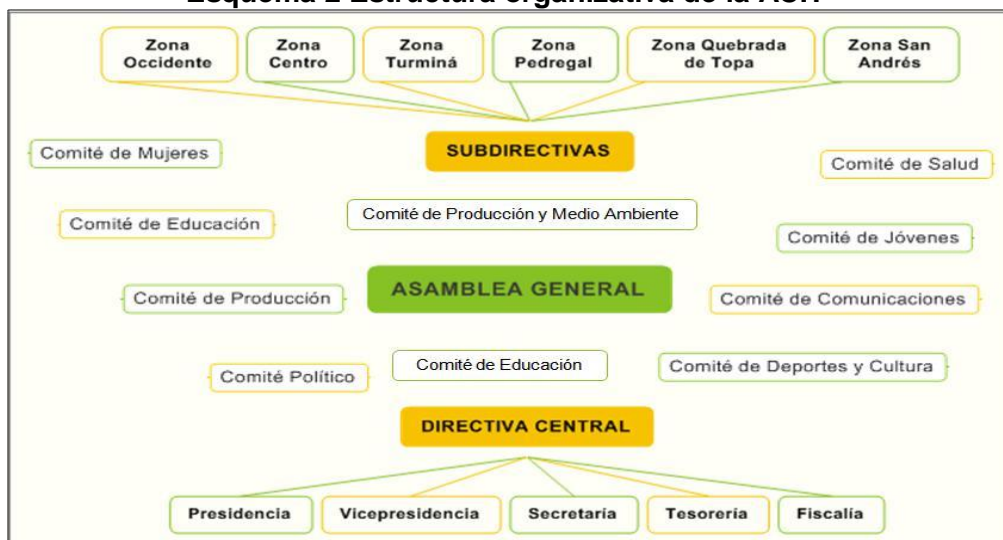 Zona
Occidente
Zona
Centro
Zona
Turminá
Zona
Pedregal
Zona Quebrada
de Topa
Zona San
Andrés
SUBDIRECTIVAS
Comité de Mujeres
Comité de Salud
Comité de Producción y Medio Ambiente
Comité de Educación
Comité de Jóvenes
ASAMBLEA GENERAL
Comité de Producción
Comité de Comunicaciones
Comité de Educación
Comité de Deportes y Cultura
Comité Político
DIRECTIVA CENTRAL
Presidencia
Vicepresidencia
Secretaría
Tesorería
Fiscalía